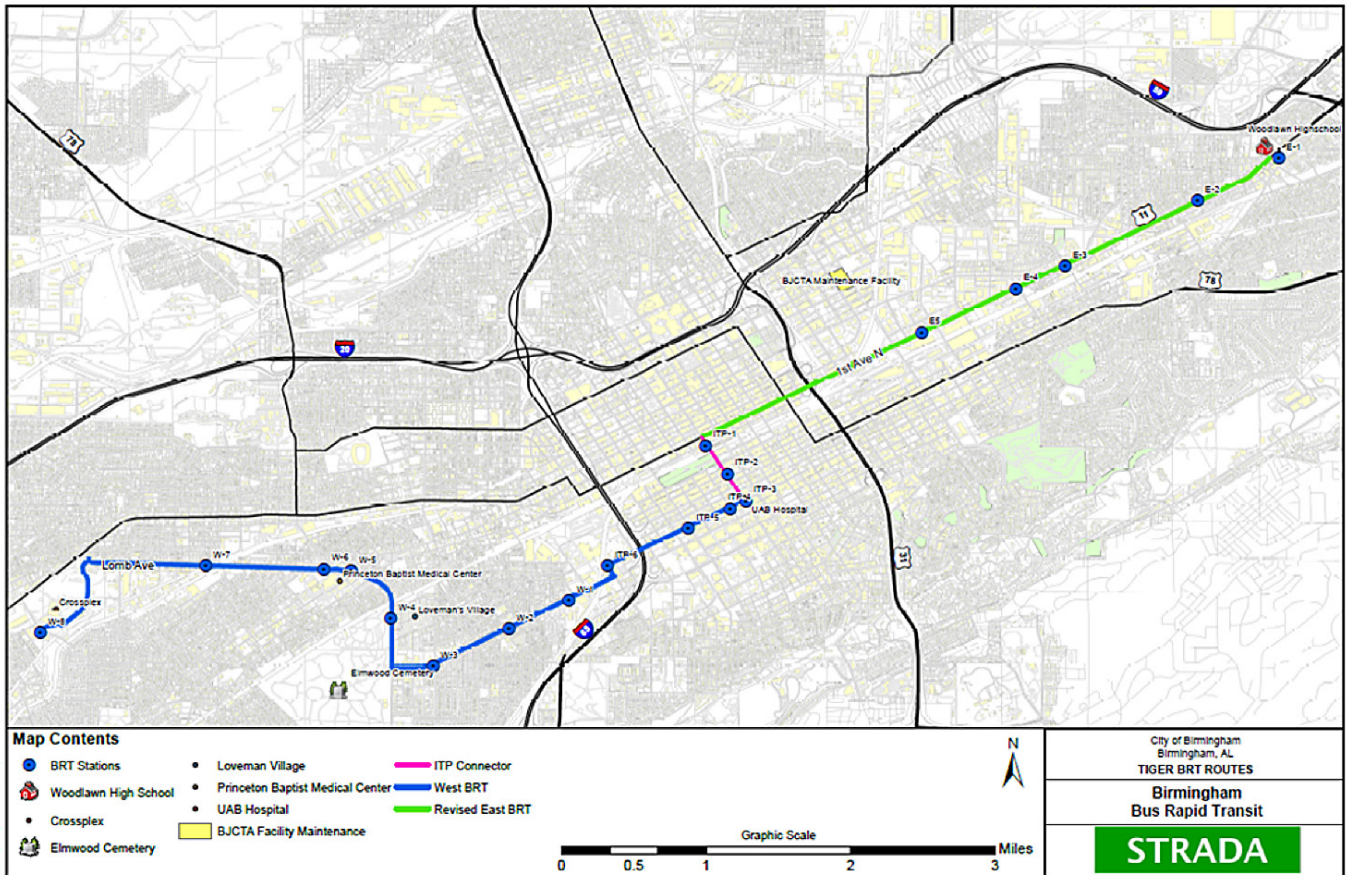 78
59
Woodlawn Highschool
E-1
E-2
11
E-3
78
E-4
BJCTA Maintenance Facility
E5
20
1st Ave N
ITP-1
ITP-2
ITP-3
ITP-4
UAB Hospital
ITP-5
31
ITP-6
W-7
W-6
W-5
Lomb Ave
Princeton Baptist Medical Center
W-1
Crossplex
W-4
Loveman's Village
W-8
W-2
W-3
Elmwood Cemetery
Map Contents
BRT Stations
Woodlawn High School
Crossplex
Elmwood Cemetery
Loveman Village
Princeton Baptist Medical Center
UAB Hospital
BJCTA Facility Maintenance
ITP Connector
West BRT
Revised East BRT
N
Graphic Scale
0 0.5 1 2 3 Miles
City of Birmingham
Birmingham, AL
TIGER BRT ROUTES
Birmingham
Bus Rapid Transit
STRADA